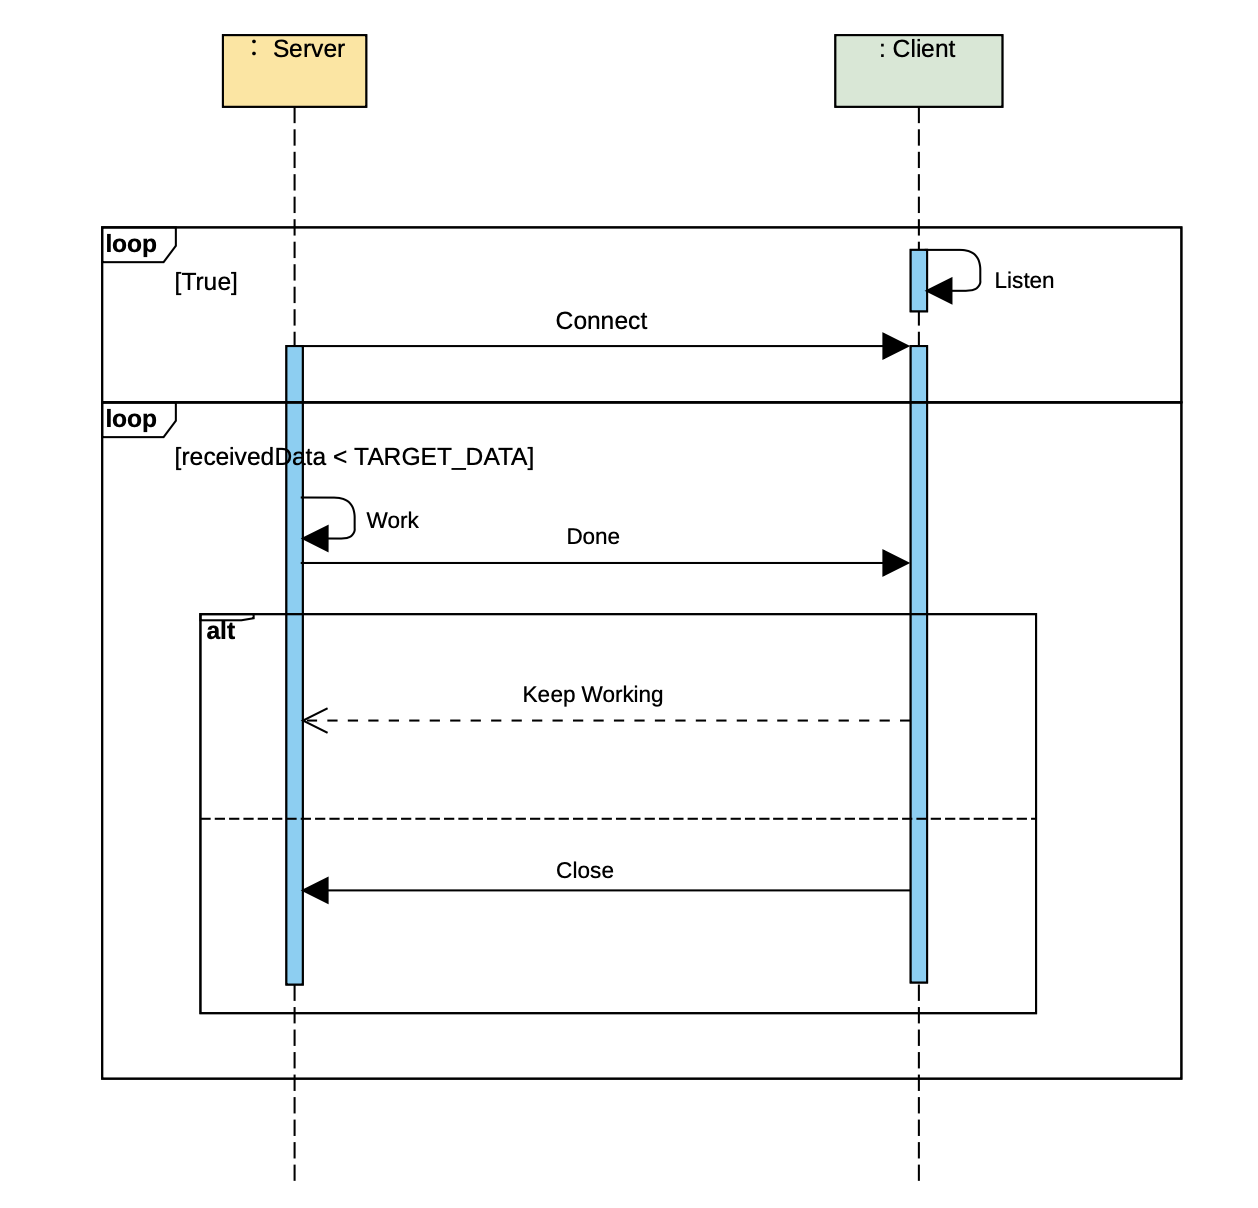 : Server
: Client
loop
[True]
Listen
Connect
loop
[receivedData < TARGET_DATA]
Work
Done
alt
Keep Working
Close